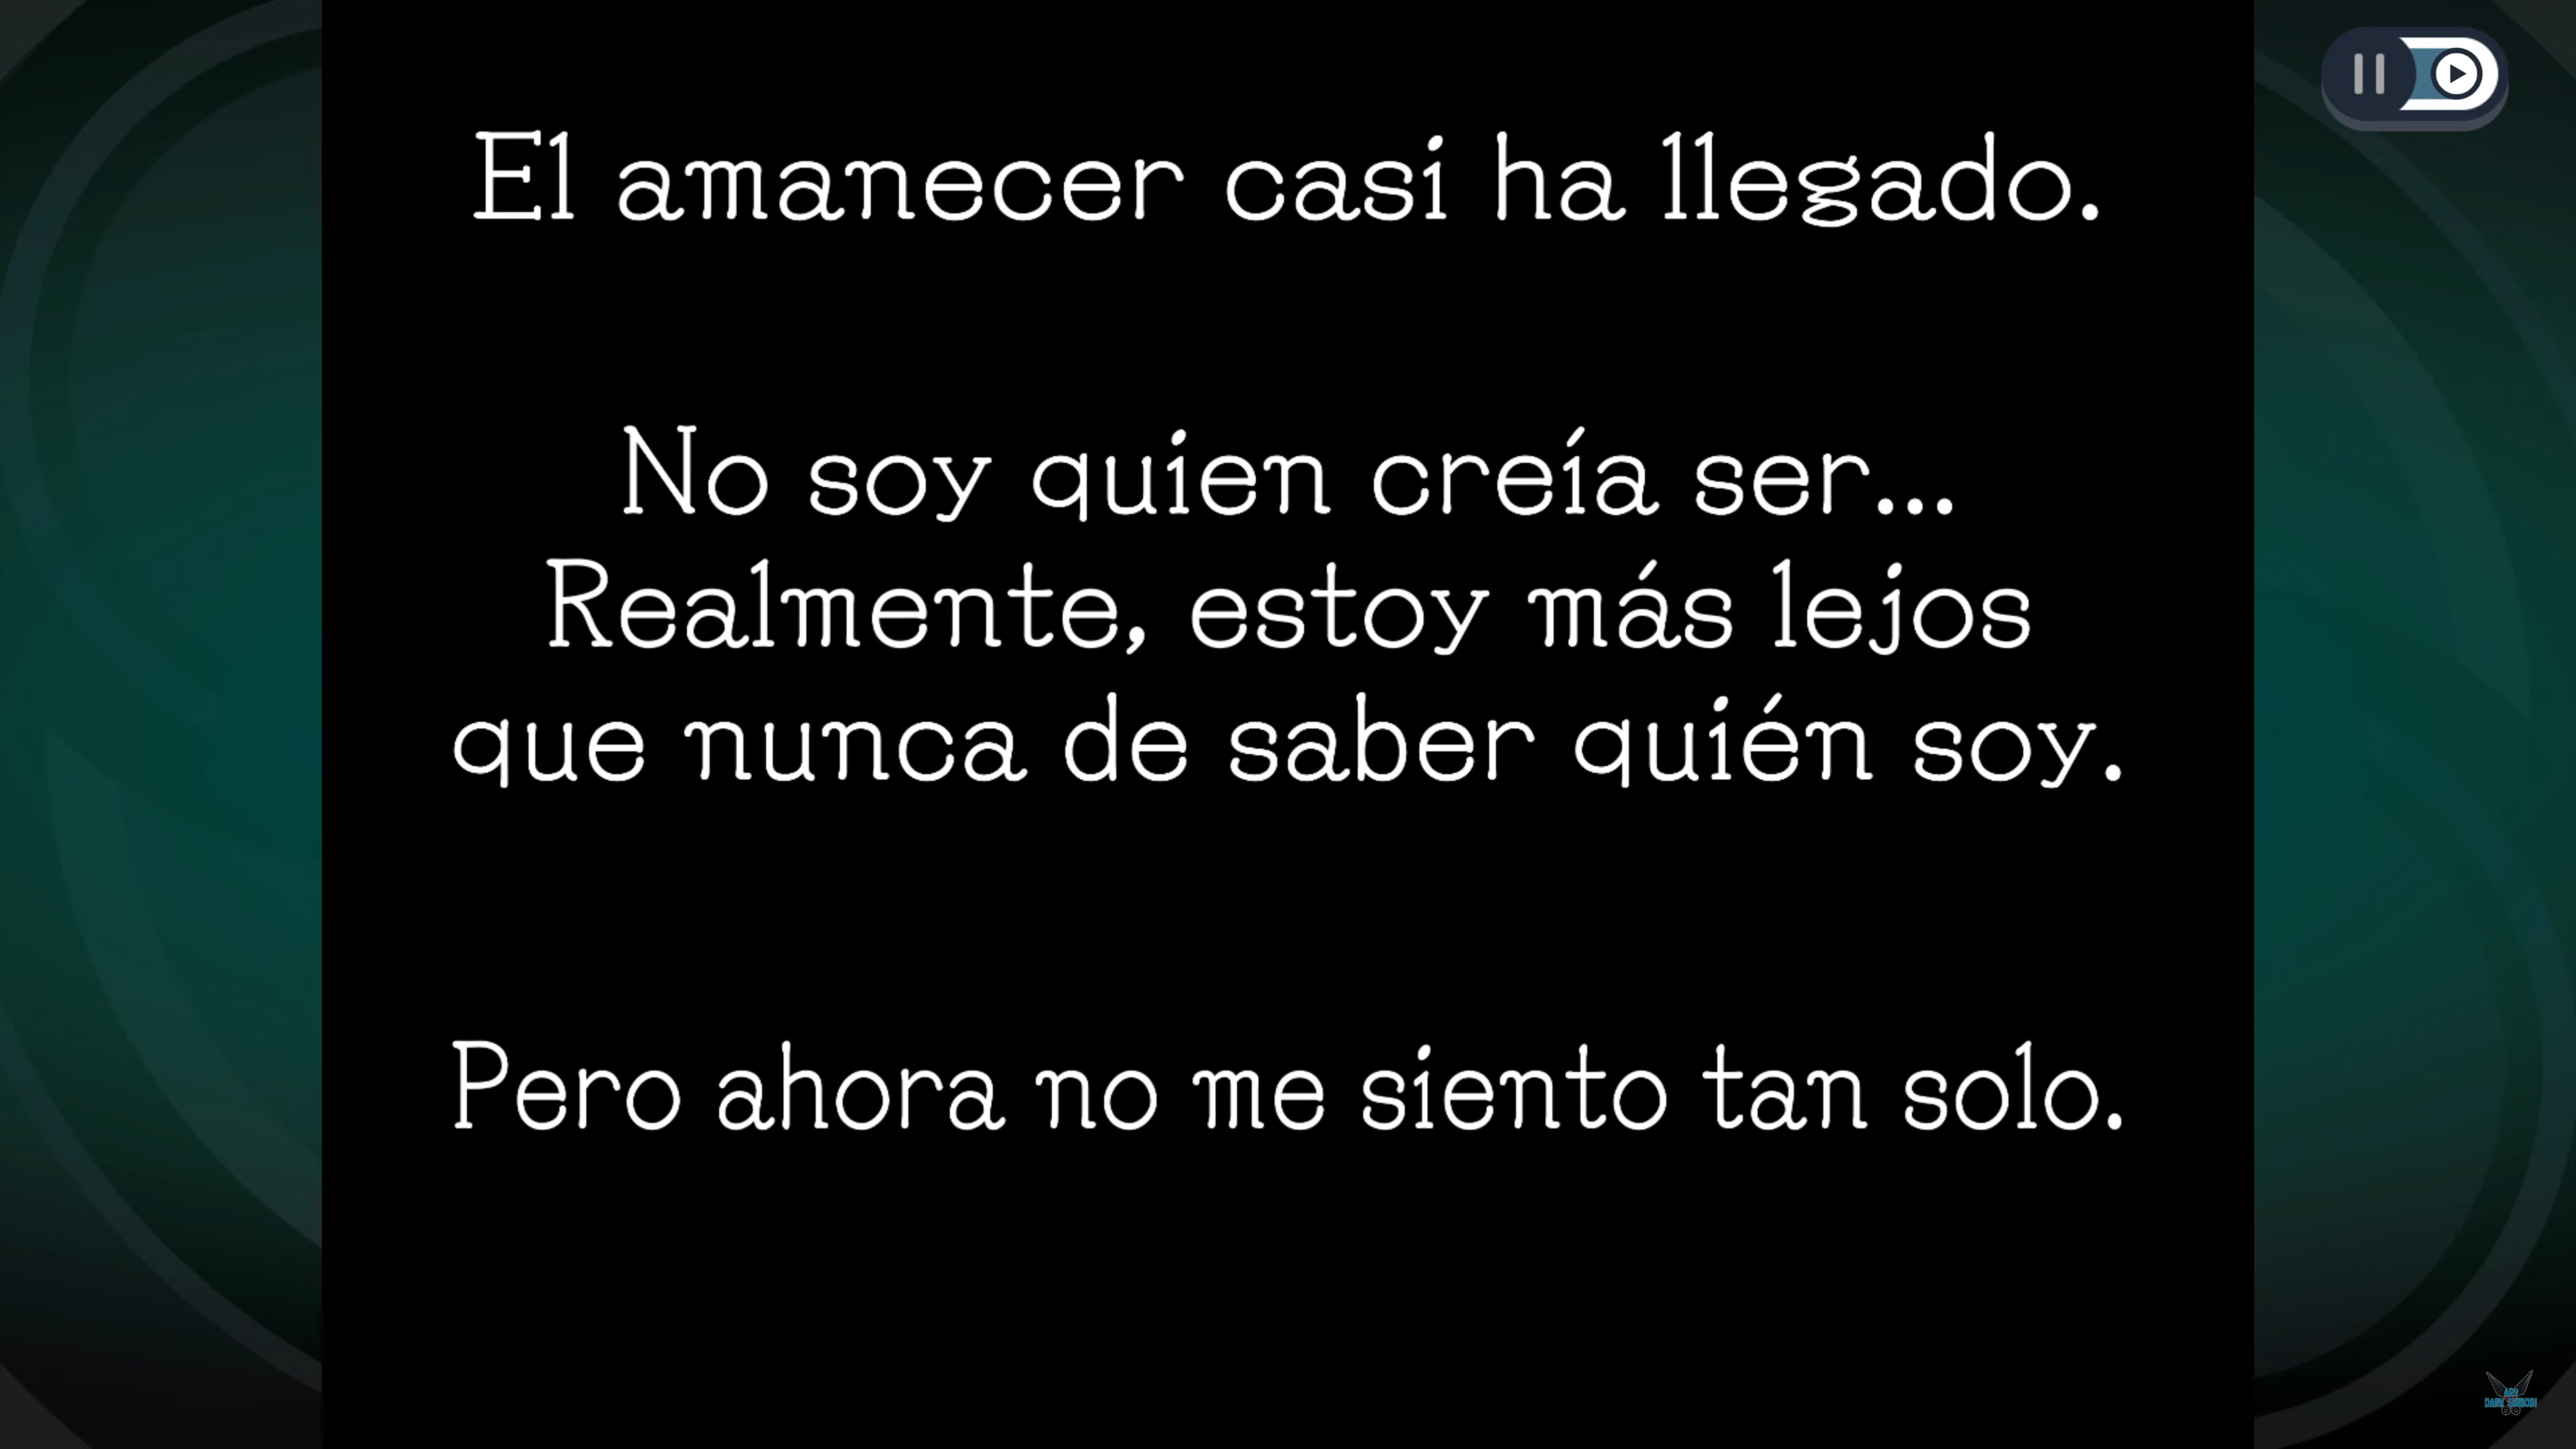 El amanecer casi ha llegado.
No soy quien creía ser...
Realmente, estoy más lejos
que nunca de saber quién soy.
Pero ahora no me siento tan solo.